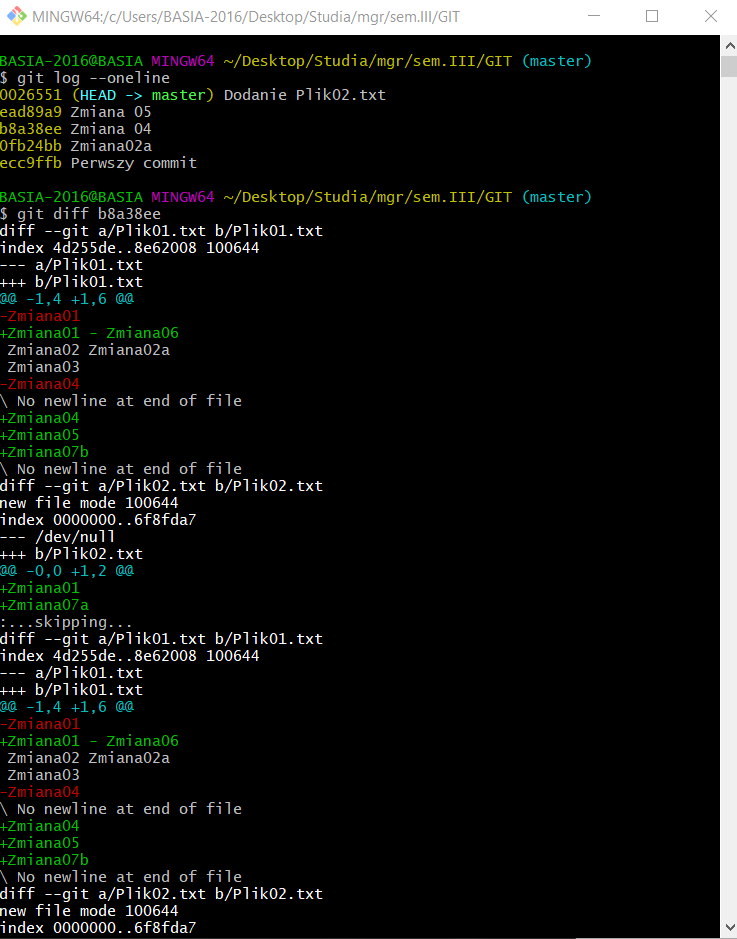 MINGW64:/c/Users/BASIA-2016/Desktop/Studia/mgr/sem.III/GIT
BASIA-2016@BASIA MINGW64 ~/Desktop/Studia/mgr/sem.III/GIT (master)
$ git log --oneline
0026551 (HEAD -> master) Dodanie Plik02.txt
ead89a9 Zmiana 05
b8a38ee Zmiana 04
0fb24bb Zmiana02a
ecc9ffb Perwszy commit
BASIA-2016@BASIA MINGW64 ~/Desktop/Studia/mgr/sem.III/GIT (master)
$ git diff b8a38ee
diff --git a/Plik01.txt b/Plik01.txt
index 4d255de..8e62008 100644
--- a/Plik01.txt
+++ b/Plik01.txt
@@ -1,4 +1,6 @@
-Zmiana01
+Zmiana01 - Zmiana06
 Zmiana02 Zmiana02a
 Zmiana03
-Zmiana04
\ No newline at end of file
+Zmiana04
+Zmiana05
+Zmiana07b
\ No newline at end of file
diff --git a/Plik02.txt b/Plik02.txt
new file mode 100644
index 0000000..6f8fda7
--- /dev/null
+++ b/Plik02.txt
@@ -0,0 +1,2 @@
+Zmiana01
+Zmiana07a
:...skipping...
diff --git a/Plik01.txt b/Plik01.txt
index 4d255de..8e62008 100644
--- a/Plik01.txt
+++ b/Plik01.txt
@@ -1,4 +1,6 @@
-Zmiana01
+Zmiana01 - Zmiana06
 Zmiana02 Zmiana02a
 Zmiana03
-Zmiana04
\ No newline at end of file
+Zmiana04
+Zmiana05
+Zmiana07b
\ No newline at end of file
diff --git a/Plik02.txt b/Plik02.txt
new file mode 100644
index 0000000..6f8fda7